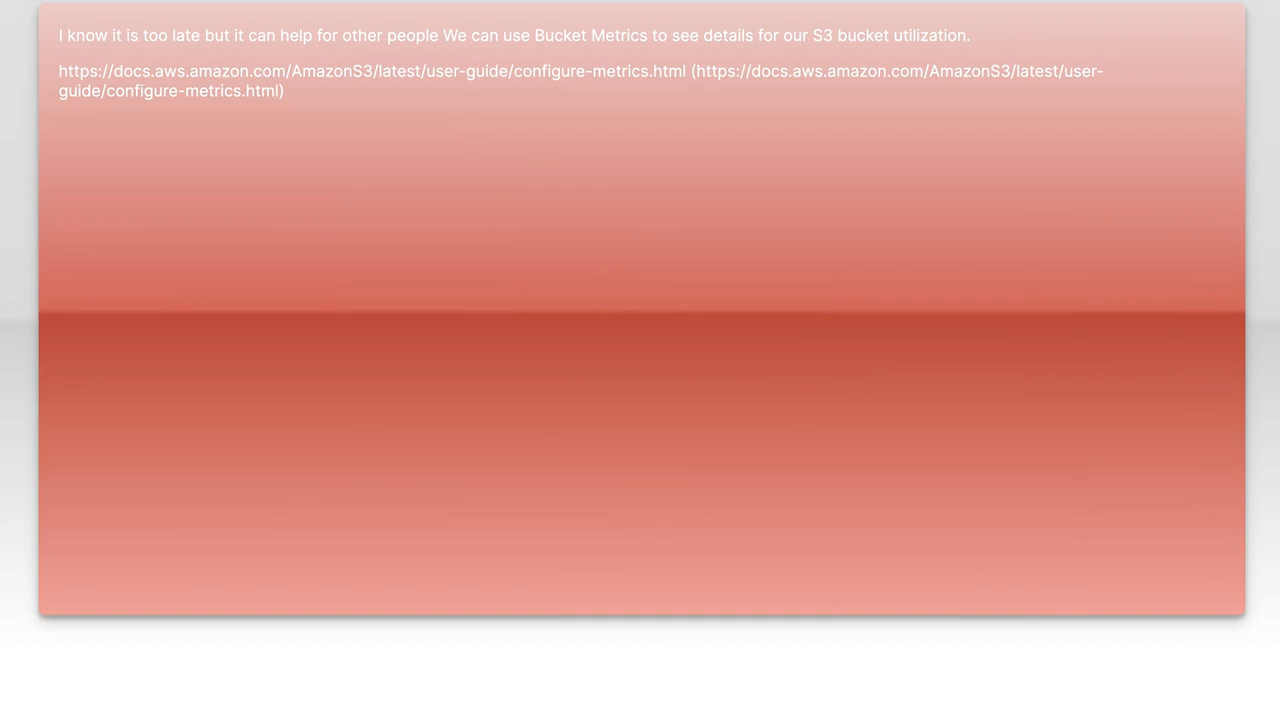 I know it is too late but it can help for other people We can use Bucket Metrics to see details for our S3 bucket utilization.
https://docs.aws.amazon.com/AmazonS3/latest/user-guide/configure-metrics.html (https://docs.aws.amazon.com/AmazonS3/latest/user-
guide/configure-metrics.html)